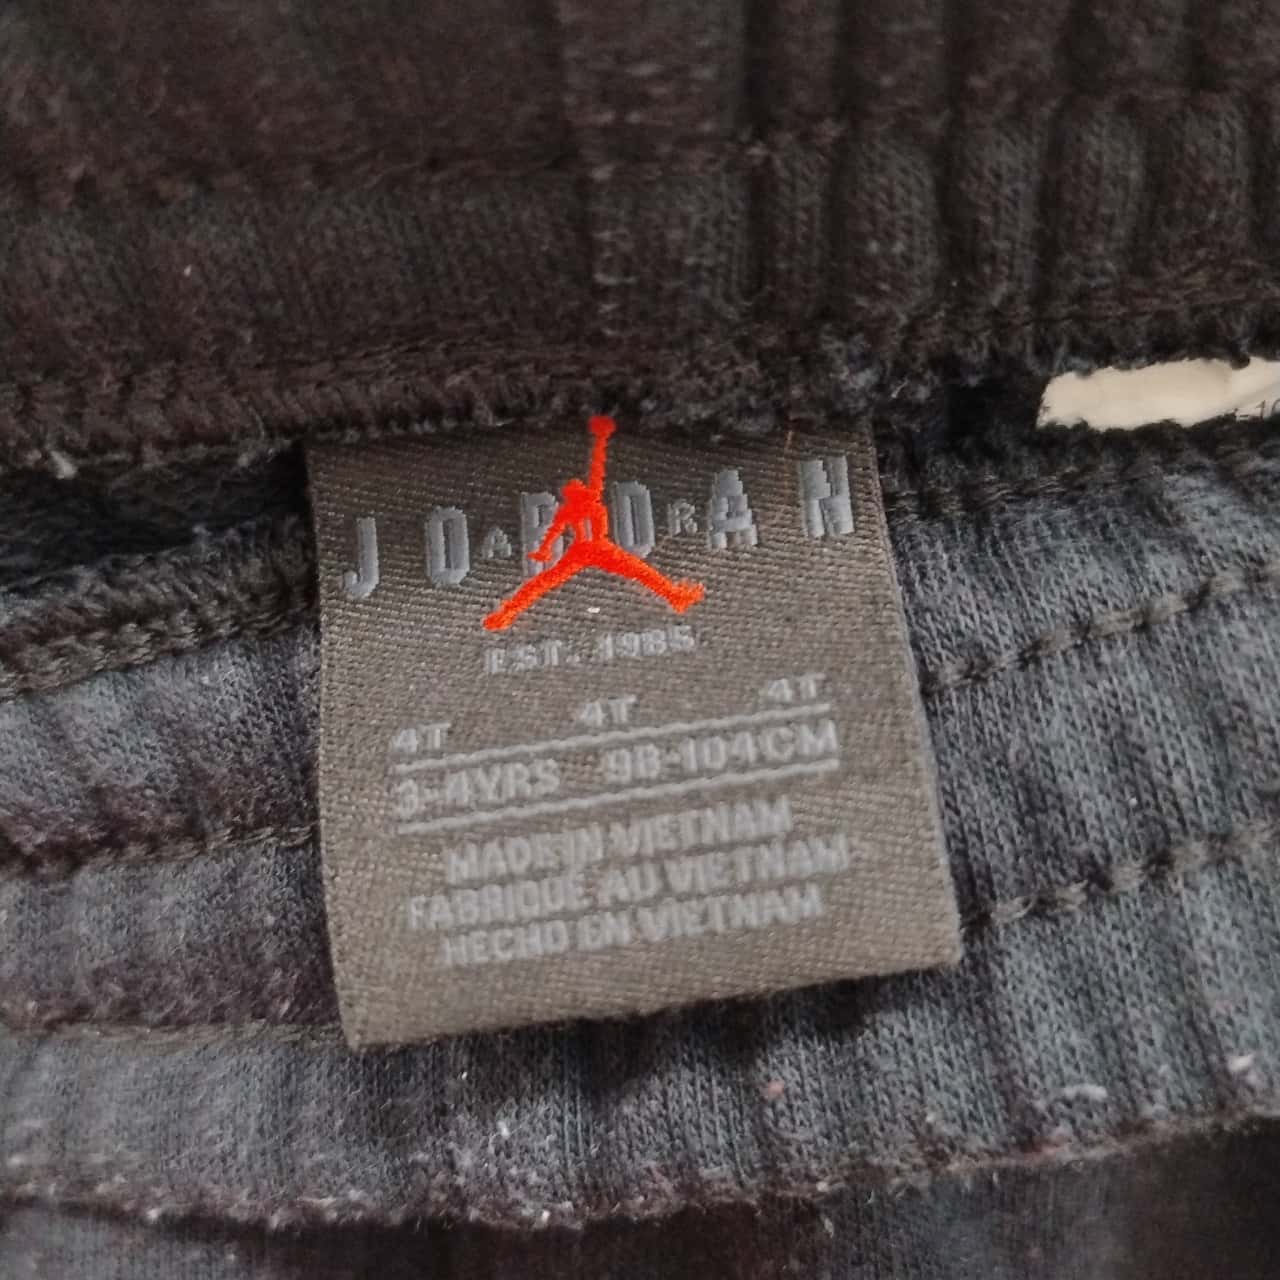 JORDAN
AIR
EST. 1985
4T 4T 4T
3-4YRS 98-104CM
MADE IN VIETNAM
FABRIQUÉ AU VIETNAM
HECHO EN VIETNAM